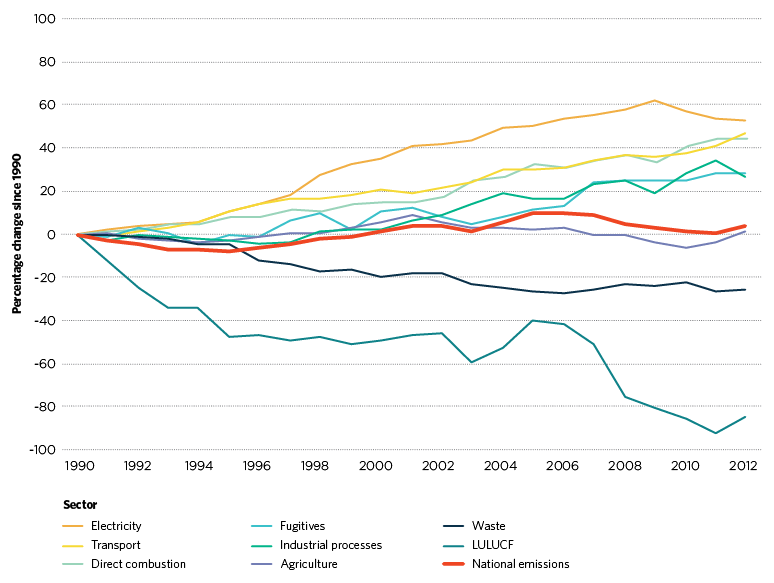 100
80
60
40
20
0
-20
-40
-60
-80
-100
Percentage change since 1990
1990 1992 1994 1996 1998 2000 2002 2004 2006 2008 2010 2012
Sector
Electricity Fugitives Waste
Transport Industrial processes LULUCF
Direct combustion Agriculture National emissions